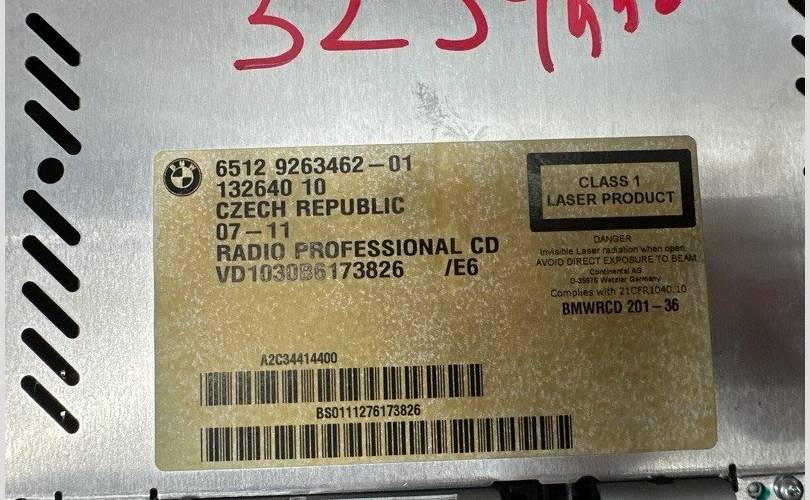 BMW
6512 9263462-01
132640 10
CZECH REPUBLIC
07-11
RADIO PROFESSIONAL CD
VD1030B6173826 /E6
CLASS 1
LASER PRODUCT
DANGER
Invisible Laser radiation when open.
AVOID DIRECT EXPOSURE TO BEAM
Continental AG
D-35576 Wetzlar Germany
Complies with 21CFR1040.10
BMWRCD 201-36
A2C34414400
BS0111276173826